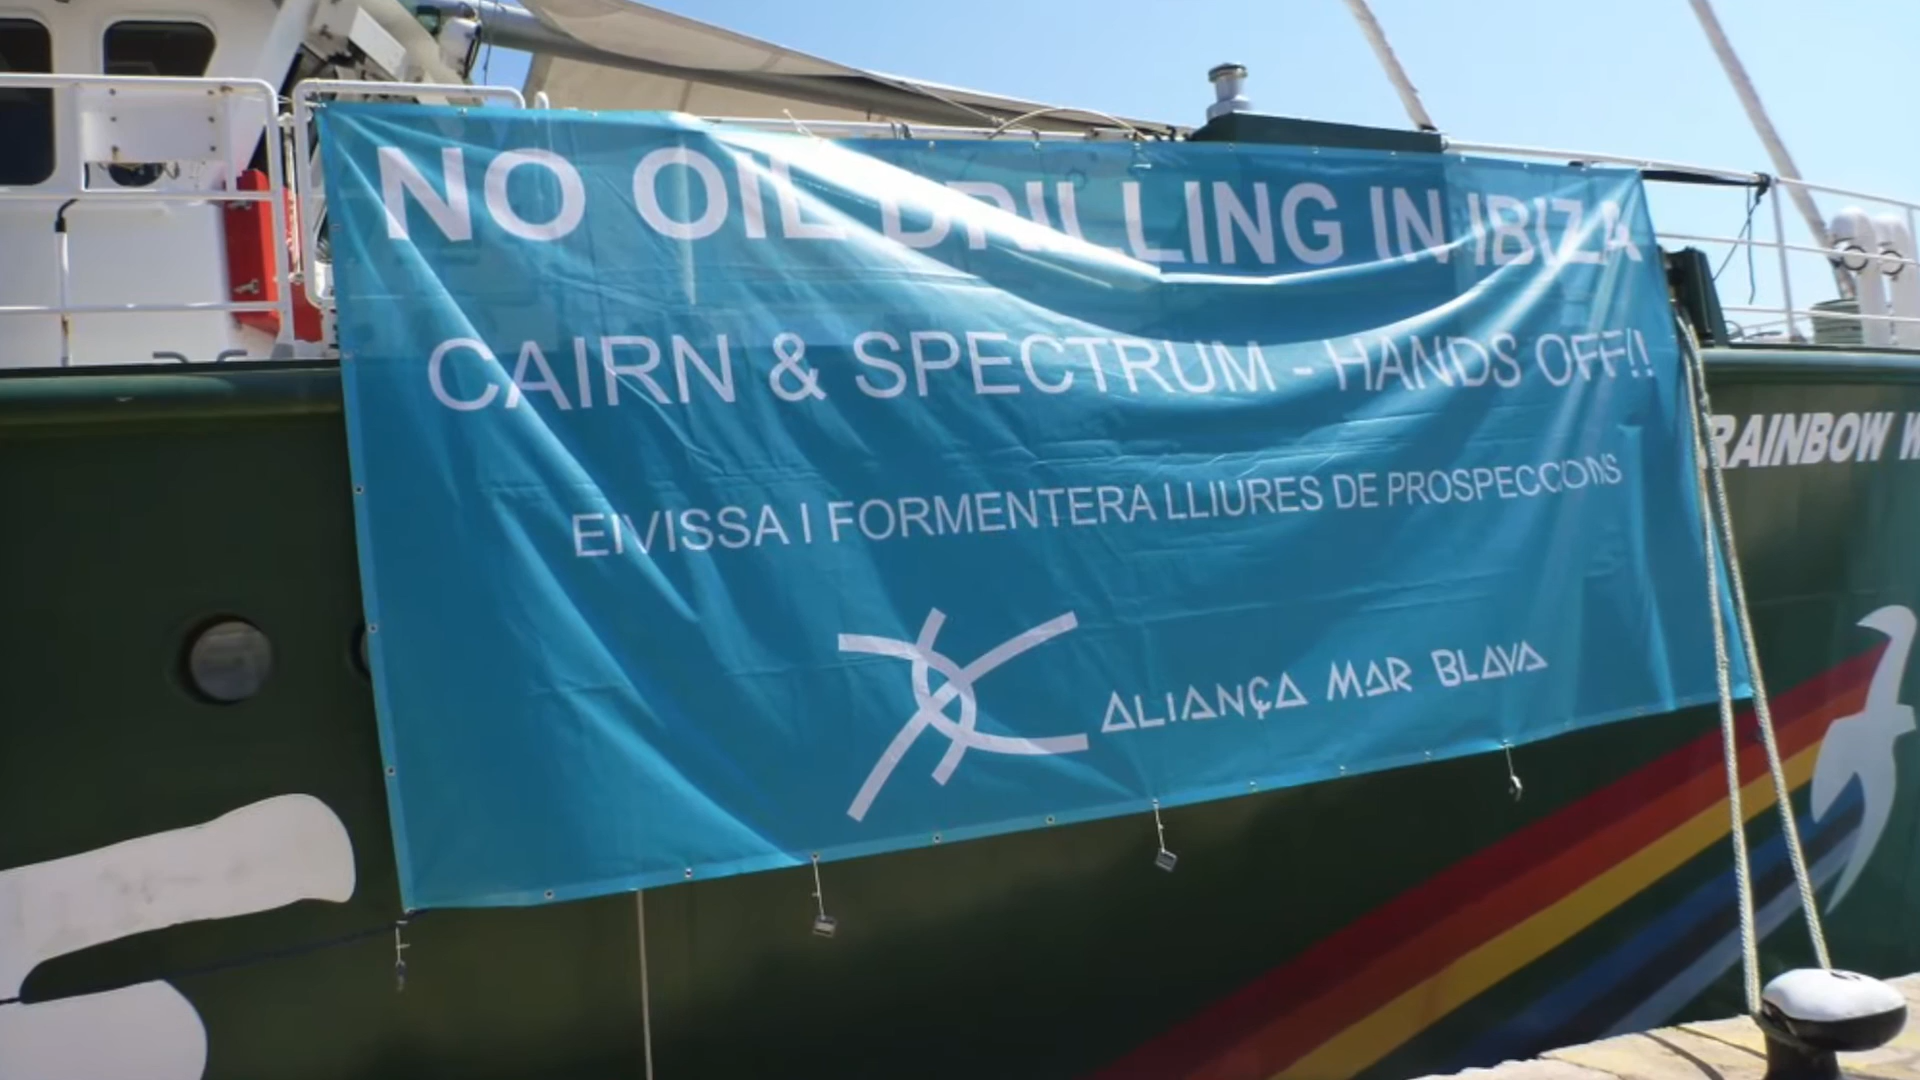 NO OIL DRILLING IN IBIZA
CAIRN & SPECTRUM - HANDS OFF!!
EIVISSA I FORMENTERA LLIURES DE PROSPECCIONS
ALIANÇA MAR BLAVA
RAINBOW W